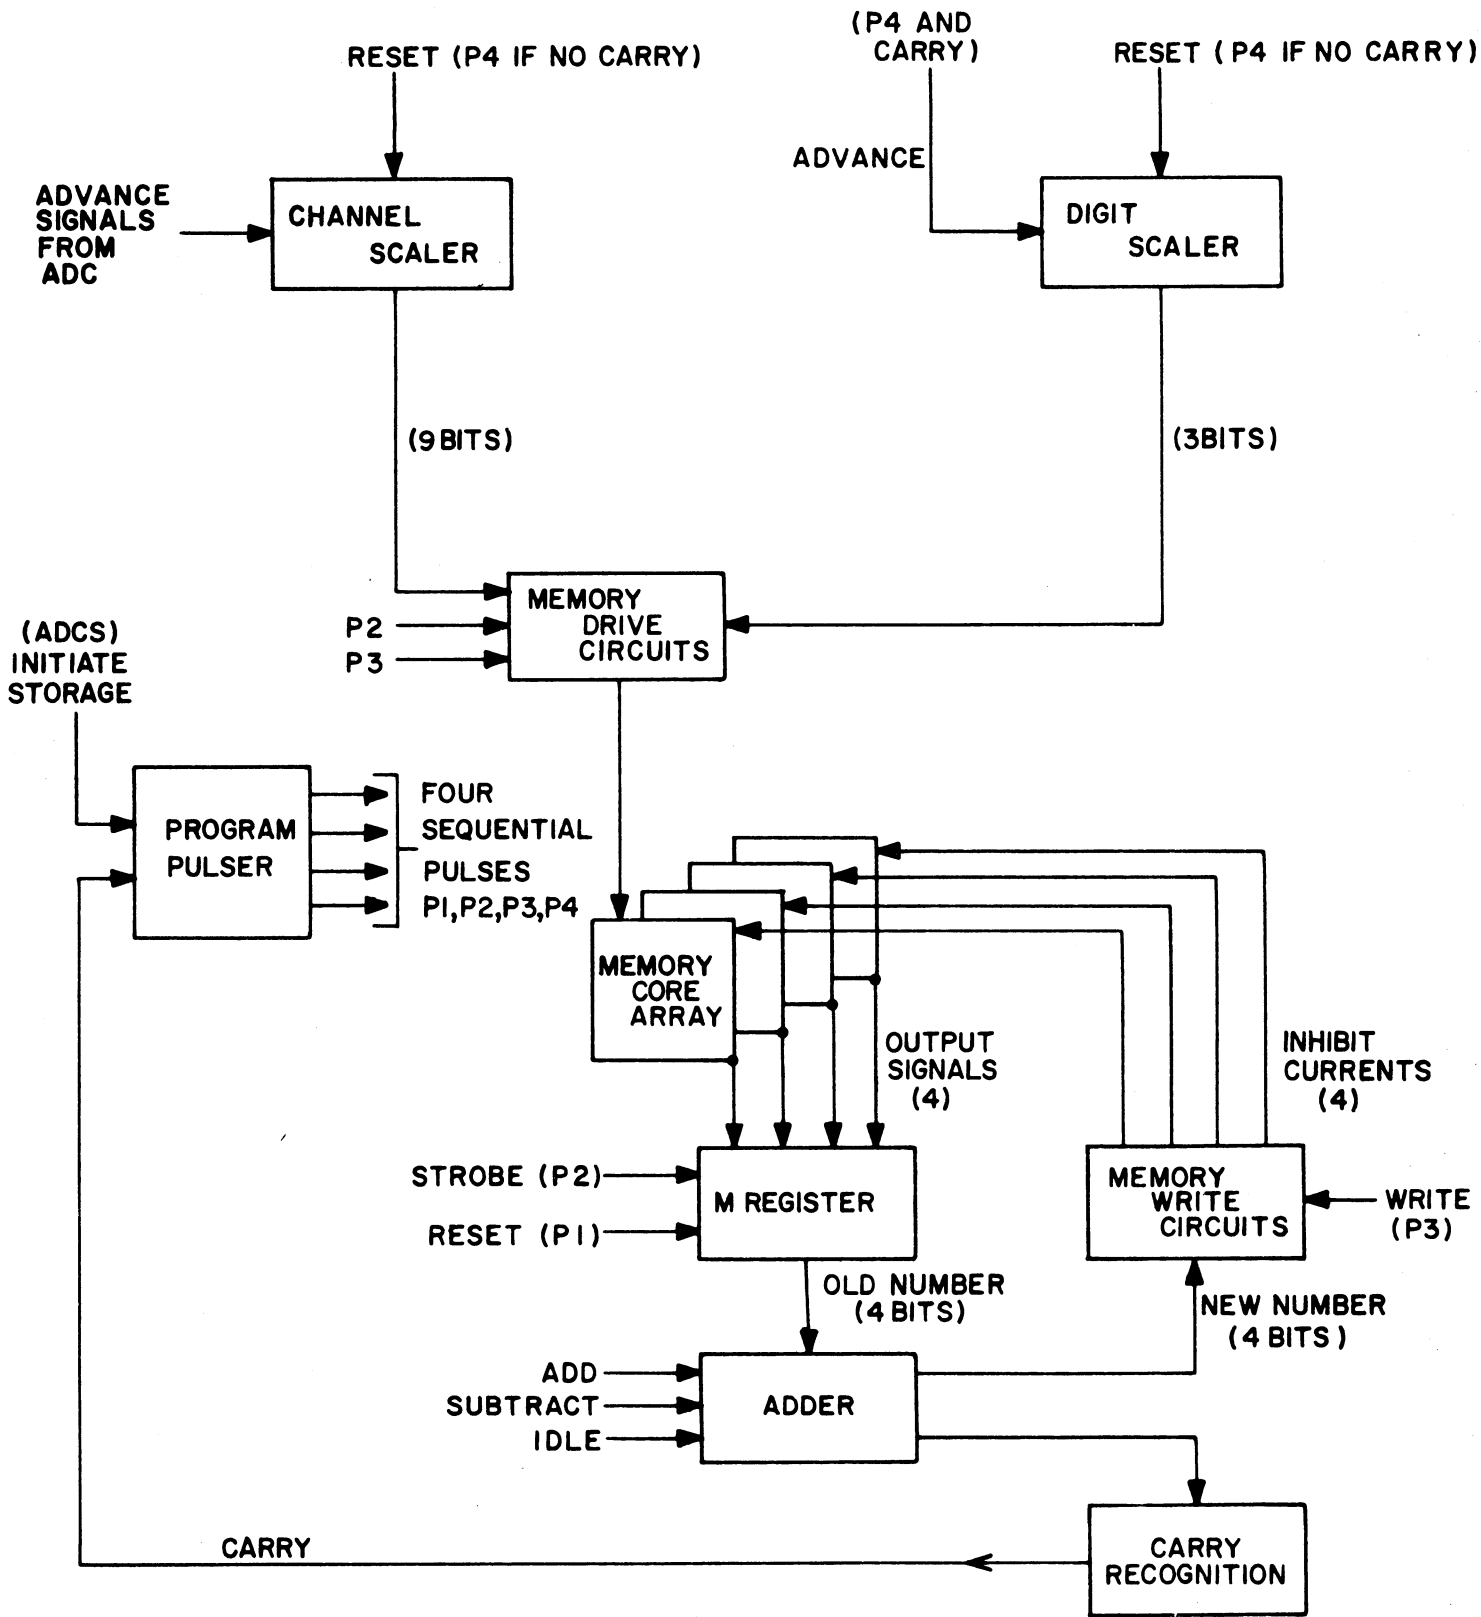 RESET (P4 IF NO CARRY)
(P4 AND
CARRY)
RESET (P4 IF NO CARRY)
ADVANCE
ADVANCE
SIGNALS
FROM
ADC
CHANNEL
SCALER
DIGIT
SCALER
(9 BITS)
(3BITS)
MEMORY
DRIVE
CIRCUITS
P2
P3
(ADCS)
INITIATE
STORAGE
PROGRAM
PULSER
FOUR
SEQUENTIAL
PULSES
P1,P2,P3,P4
MEMORY
CORE
ARRAY
OUTPUT
SIGNALS
(4)
INHIBIT
CURRENTS
(4)
STROBE (P2)
RESET (P1)
M REGISTER
MEMORY
WRITE
CIRCUITS
WRITE
(P3)
OLD NUMBER
(4 BITS)
NEW NUMBER
(4 BITS)
ADD
SUBTRACT
IDLE
ADDER
CARRY
CARRY
RECOGNITION